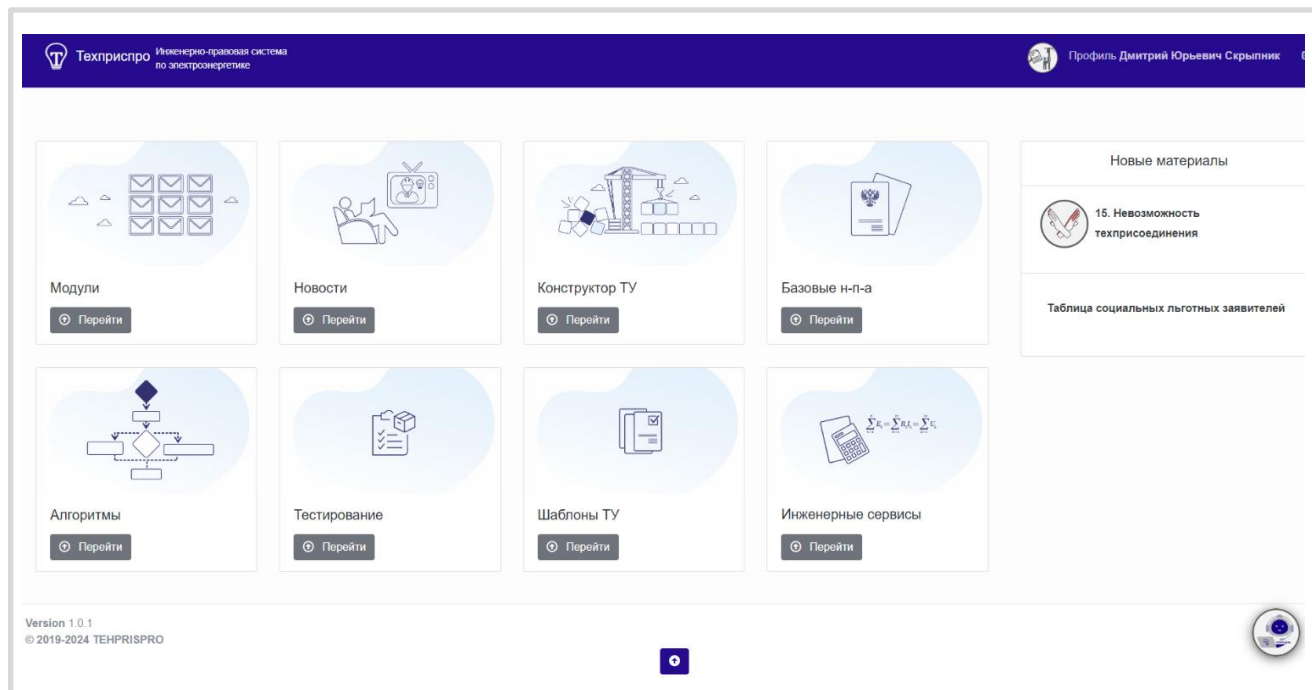 Техприспро
Инженерно-правовая система
по электроэнергетике
Профиль Дмитрий Юрьевич Скрыпник
Модули
Перейти
Новости
Перейти
Конструктор ТУ
Перейти
Базовые н-п-а
Перейти
Новые материалы
15. Невозможность
техприсоединения
Таблица социальных льготных заявителей
Алгоритмы
Перейти
Тестирование
Перейти
Шаблоны ТУ
Перейти
Инженерные сервисы
Перейти
Version 1.0.1
© 2019-2024 TEHPRISPRO